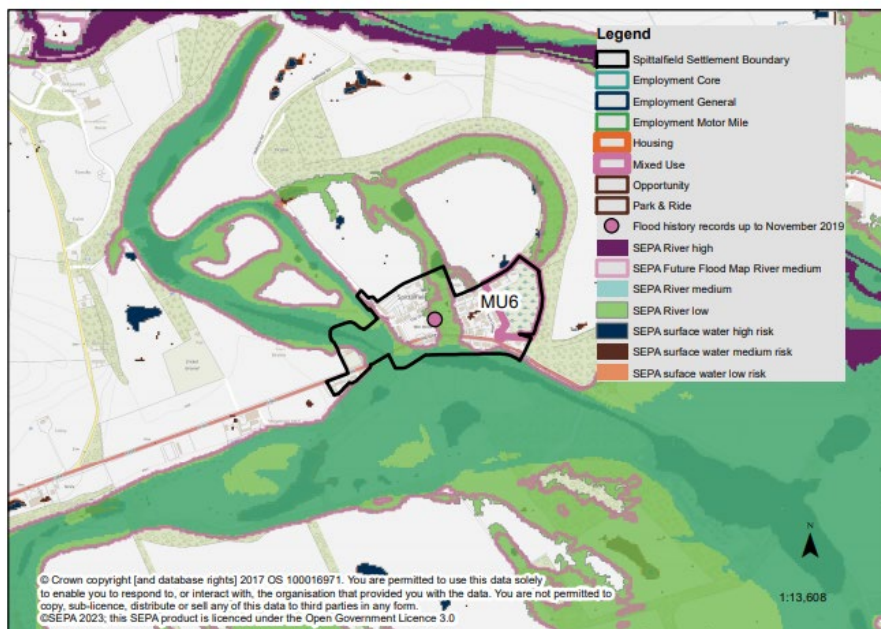 Legend
Spittalfield Settlement Boundary
Employment Core
Employment General
Employment Motor Mile
Housing
Mixed Use
Opportunity
Park & Ride
Flood history records up to November 2019
SEPA River high
SEPA Future Flood Map River medium
SEPA River medium
SEPA River low
SEPA surface water high risk
SEPA surface water medium risk
SEPA suface water low risk
Spittalfield
MU6
N
1:13,608
© Crown copyright [and database rights] 2017 OS 100016971. You are permitted to use this data solely
to enable you to respond to, or interact with, the organisation that provided you with the data. You are not permitted to
copy, sub-licence, distribute or sell any of this data to third parties in any form.
©SEPA 2023; this SEPA product is licenced under the Open Government Licence 3.0